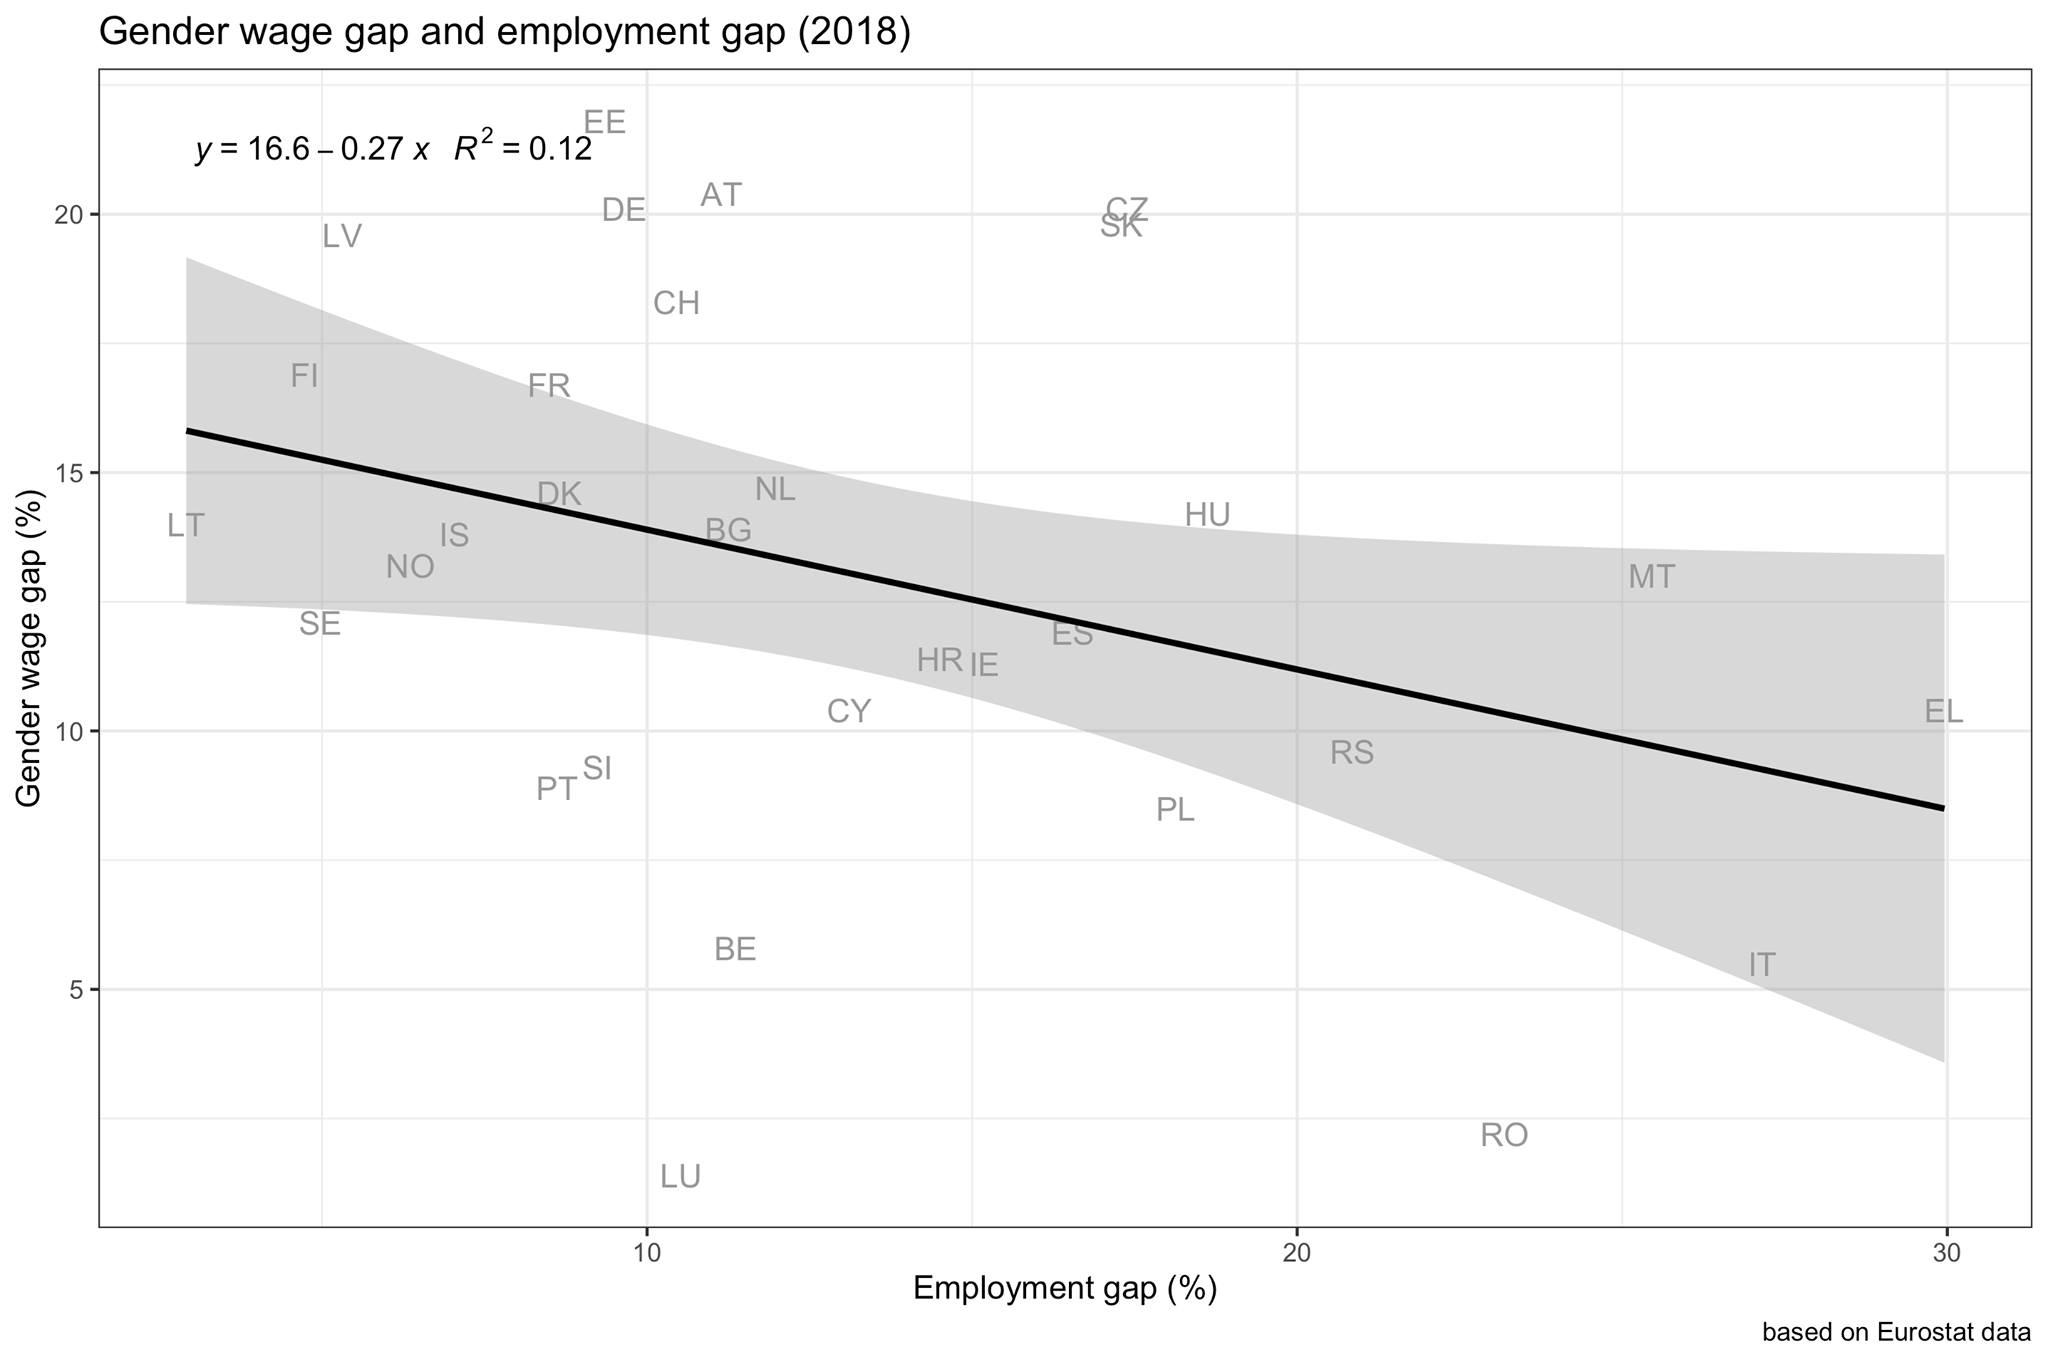 Gender wage gap and employment gap (2018)
EE
y = 16.6 – 0.27 x R² = 0.12
AT
DE
CZ
20
SK
LV
CH
FI
FR
15
NL
DK
HU
LT
BG
IS
NO
MT
SE
ES
HR
IE
CY
EL
10
RS
SI
PT
PL
BE
IT
5
RO
LU
10
20
30
Gender wage gap (%)
Employment gap (%)
based on Eurostat data